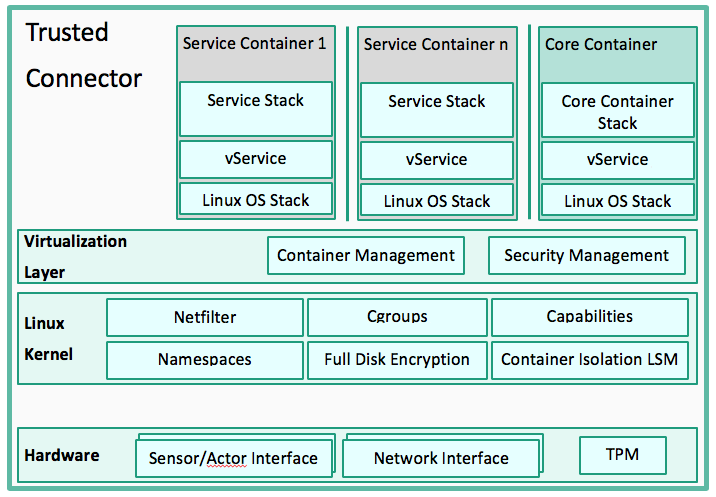 Trusted
Connector
Service Container 1
Service Container n
Core Container
Service Stack
Service Stack
Core Container
Stack
vService
vService
vService
Linux OS Stack
Linux OS Stack
Linux OS Stack
Virtualization
Layer
Container Management
Security Management
Linux
Kernel
Netfilter
Cgroups
Capabilities
Namespaces
Full Disk Encryption
Container Isolation LSM
Hardware
Sensor/Actor Interface
Network Interface
TPM